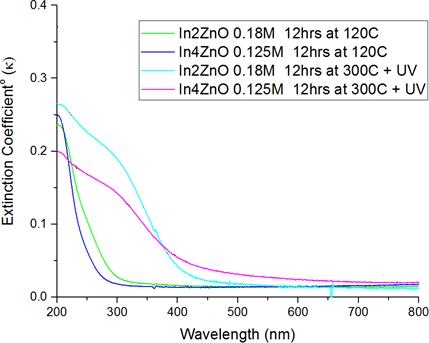 0.4
In2ZnO 0.18M 12hrs at 120C
In4ZnO 0.125M 12hrs at 120C
In2ZnO 0.18M 12hrs at 300C + UV
In4ZnO 0.125M 12hrs at 300C + UV
0.3
0.2
0.1
0.0
Extinction Coefficient° (κ)
200 300 400 500 600 700 800
Wavelength (nm)